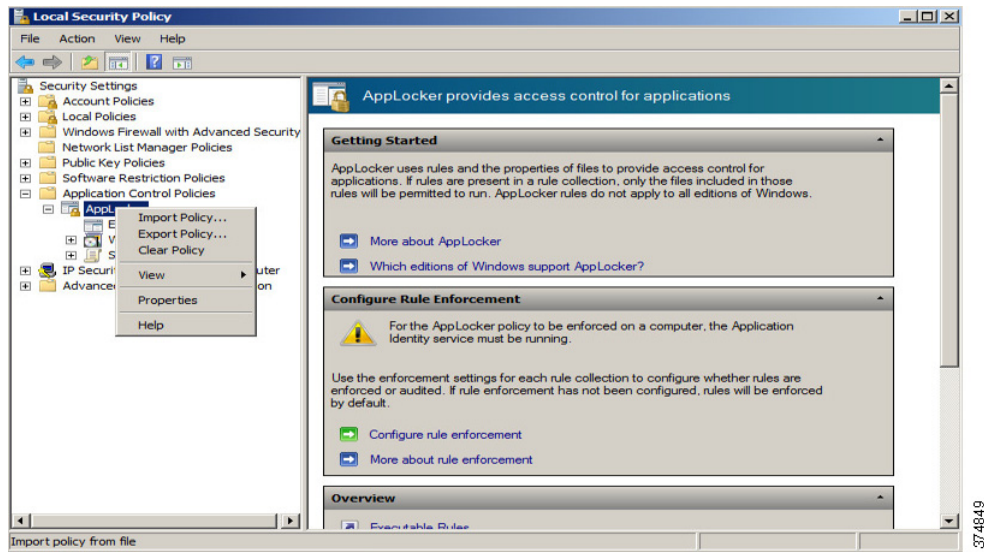 Local Security Policy
File Action View Help
Security Settings
Account Policies
Local Policies
Windows Firewall with Advanced Security
Network List Manager Policies
Public Key Policies
Software Restriction Policies
Application Control Policies
AppL
E
W
S
IP Securi uter
Advance on
Import Policy...
Export Policy...
Clear Policy
View
Properties
Help
AppLocker provides access control for applications
Getting Started
AppLocker uses rules and the properties of files to provide access control for
applications. If rules are present in a rule collection, only the files included in those
rules will be permitted to run. AppLocker rules do not apply to all editions of Windows.
More about AppLocker
Which editions of Windows support AppLocker?
Configure Rule Enforcement
For the AppLocker policy to be enforced on a computer, the Application
Identity service must be running.
Use the enforcement settings for each rule collection to configure whether rules are
enforced or audited. If rule enforcement has not been configured, rules will be enforced
by default.
Configure rule enforcement
More about rule enforcement
Overview
Executable Rules
Import policy from file
374849